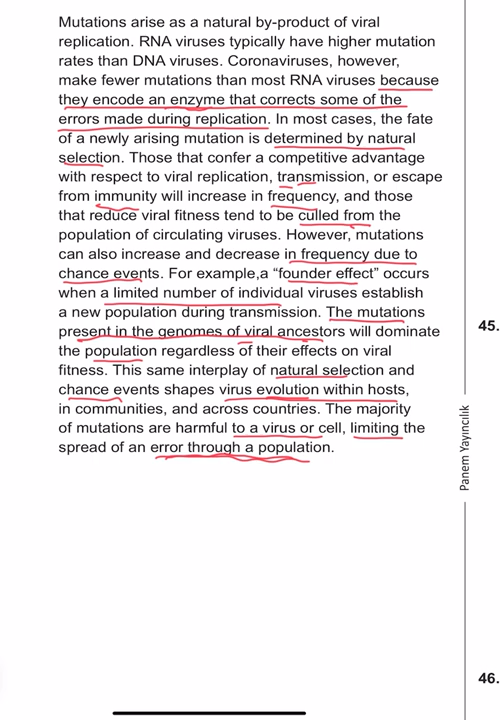 Mutations arise as a natural by-product of viral
replication. RNA viruses typically have higher mutation
rates than DNA viruses. Coronaviruses, however,
make fewer mutations than most RNA viruses because
they encode an enzyme that corrects some of the
errors made during replication. In most cases, the fate
of a newly arising mutation is determined by natural
selection. Those that confer a competitive advantage
with respect to viral replication, transmission, or escape
from immunity will increase in frequency, and those
that reduce viral fitness tend to be culled from the
population of circulating viruses. However, mutations
can also increase and decrease in frequency due to
chance events. For example,a “founder effect” occurs
when a limited number of individual viruses establish
a new population during transmission. The mutations
present in the genomes of viral ancestors will dominate
the population regardless of their effects on viral
fitness. This same interplay of natural selection and
chance events shapes virus evolution within hosts,
in communities, and across countries. The majority
of mutations are harmful to a virus or cell, limiting the
spread of an error through a population.
45.
Panem Yayıncılık
46.